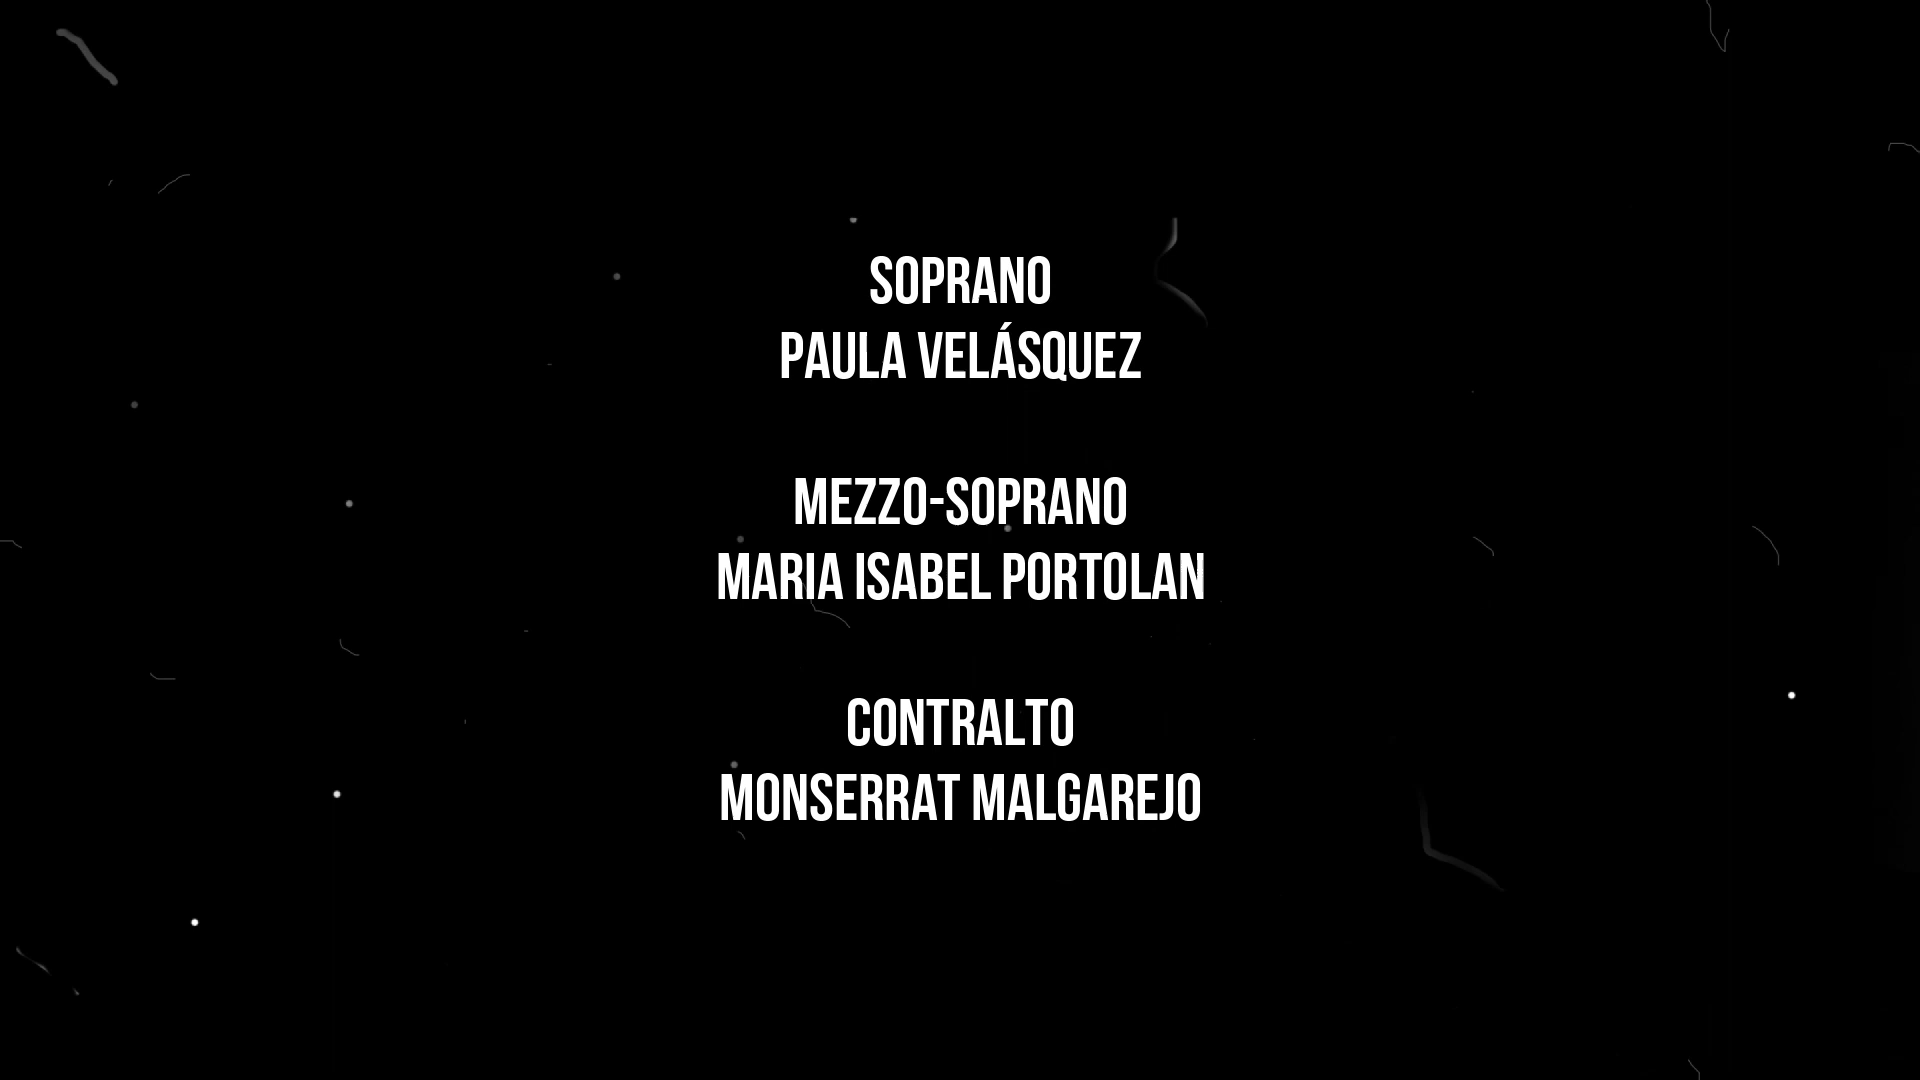 SOPRANO
PAULA VELÁSQUEZ
MEZZO-SOPRANO
MARIA ISABEL PORTOLAN
CONTRALTO
MONSERRAT MALGAREJO